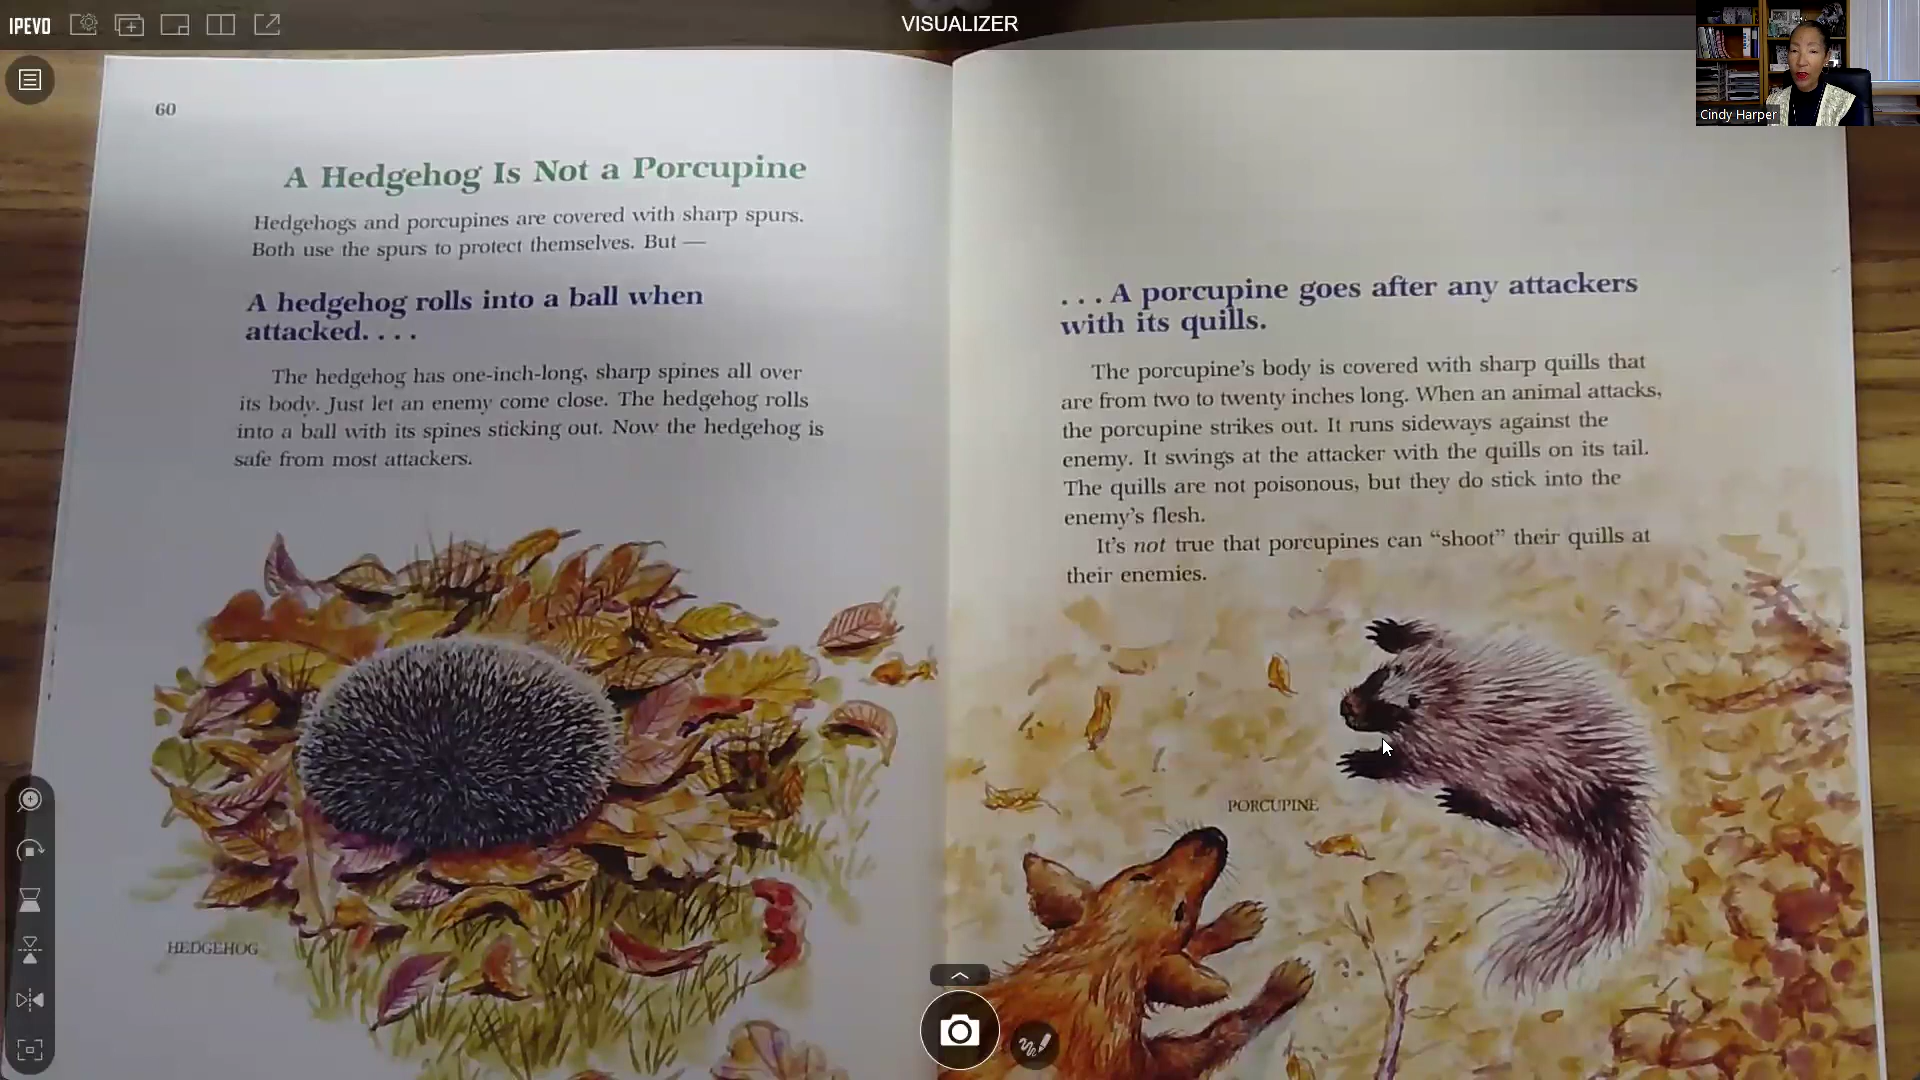 IPEVO
VISUALIZER
Cindy Harper
60
A Hedgehog Is Not a Porcupine
Hedgehogs and porcupines are covered with sharp spurs.
Both use the spurs to protect themselves. But —
A hedgehog rolls into a ball when
attacked. . . .
The hedgehog has one-inch-long, sharp spines all over
its body. Just let an enemy come close. The hedgehog rolls
into a ball with its spines sticking out. Now the hedgehog is
safe from most attackers.
HEDGEHOG
. . . A porcupine goes after any attackers
with its quills.
The porcupine's body is covered with sharp quills that
are from two to twenty inches long. When an animal attacks,
the porcupine strikes out. It runs sideways against the
enemy. It swings at the attacker with the quills on its tail.
The quills are not poisonous, but they do stick into the
enemy's flesh.
It's not true that porcupines can “shoot” their quills at
their enemies.
PORCUPINE